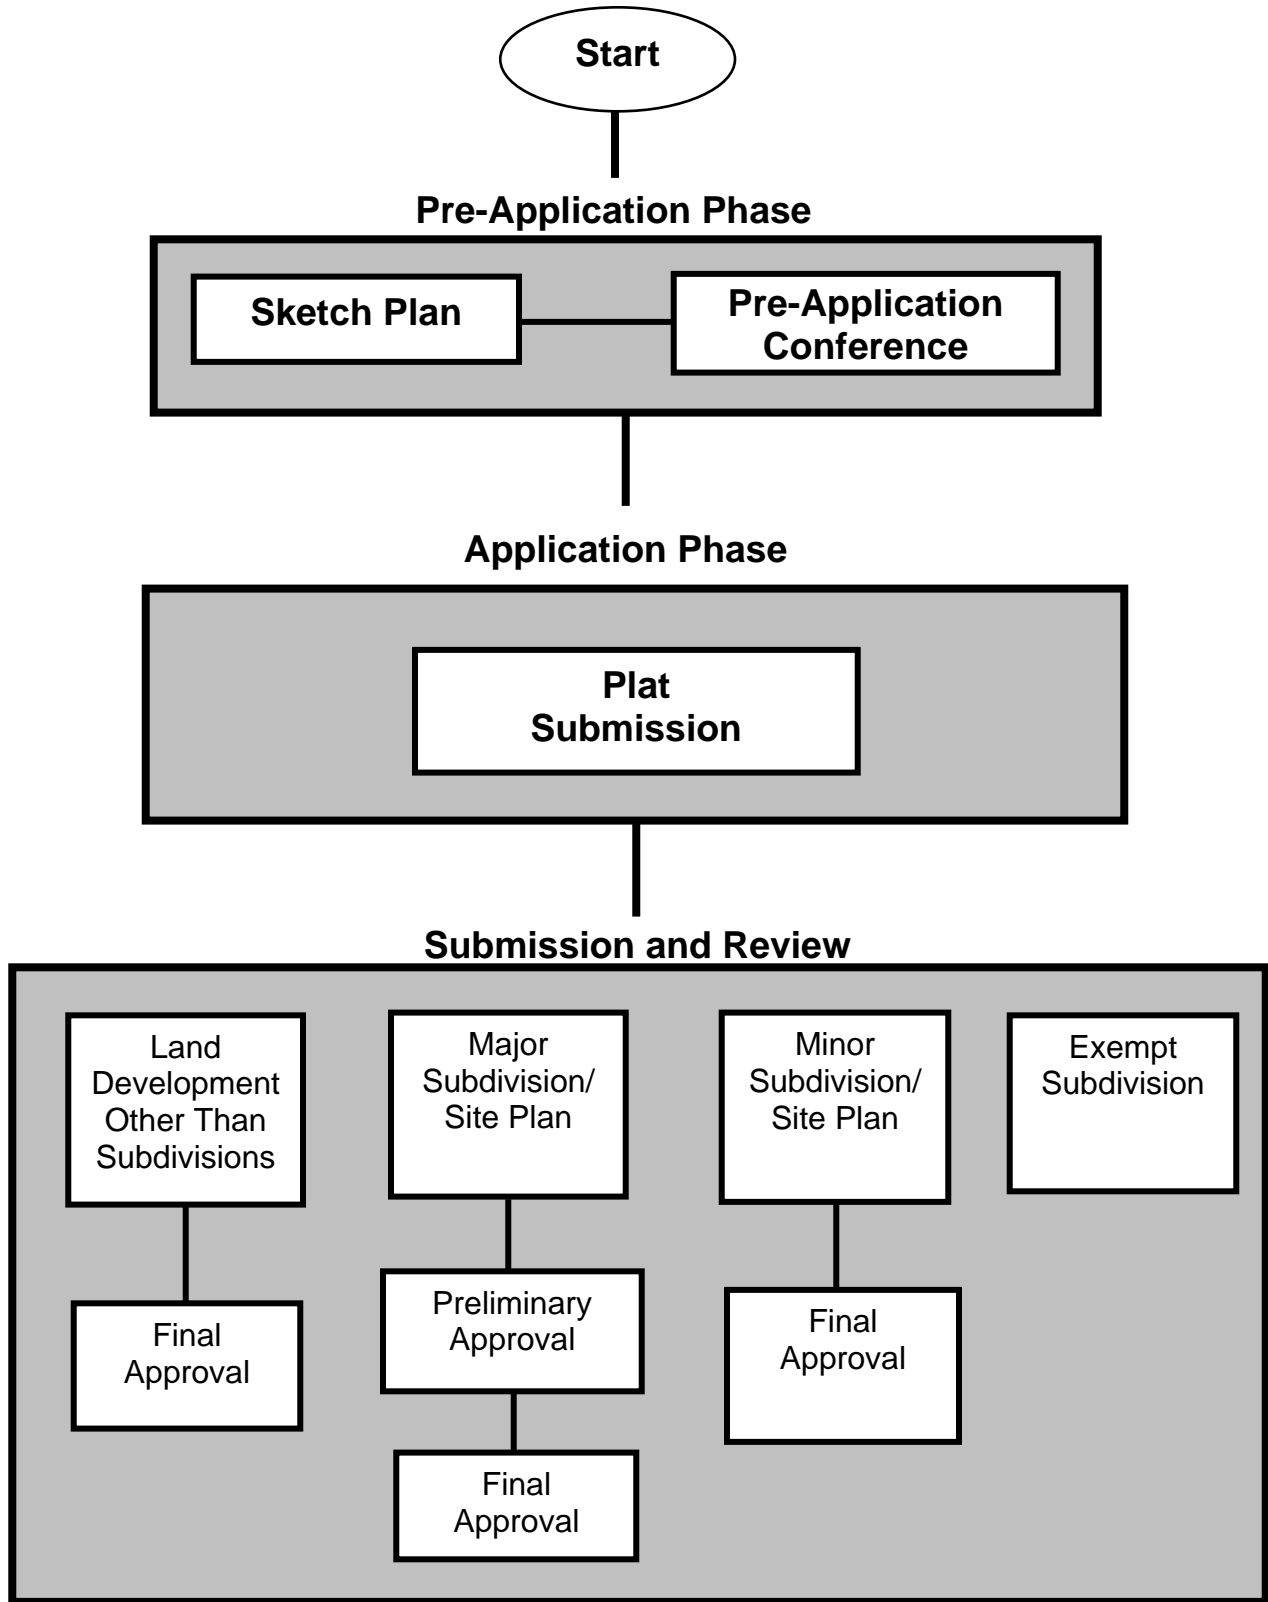 Start
Pre-Application Phase
Sketch Plan
Pre-Application
Conference
Application Phase
Plat
Submission
Submission and Review
Land
Development
Other Than
Subdivisions
Final
Approval
Major
Subdivision/
Site Plan
Preliminary
Approval
Final
Approval
Minor
Subdivision/
Site Plan
Final
Approval
Exempt
Subdivision